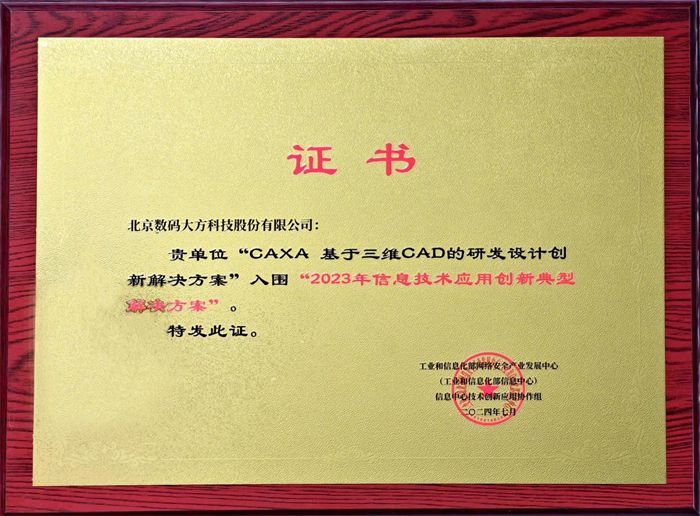 证书
北京数码大方科技股份有限公司：
贵单位“CAXA 基于三维CAD的研发设计创
新解决方案”入围“2023年信息技术应用创新典型
解决方案”。
特发此证。
工业和信息化部网络安全产业发展中心
（工业和信息化部信息中心）
信息中心技术创新应用协作组
二〇二四年七月